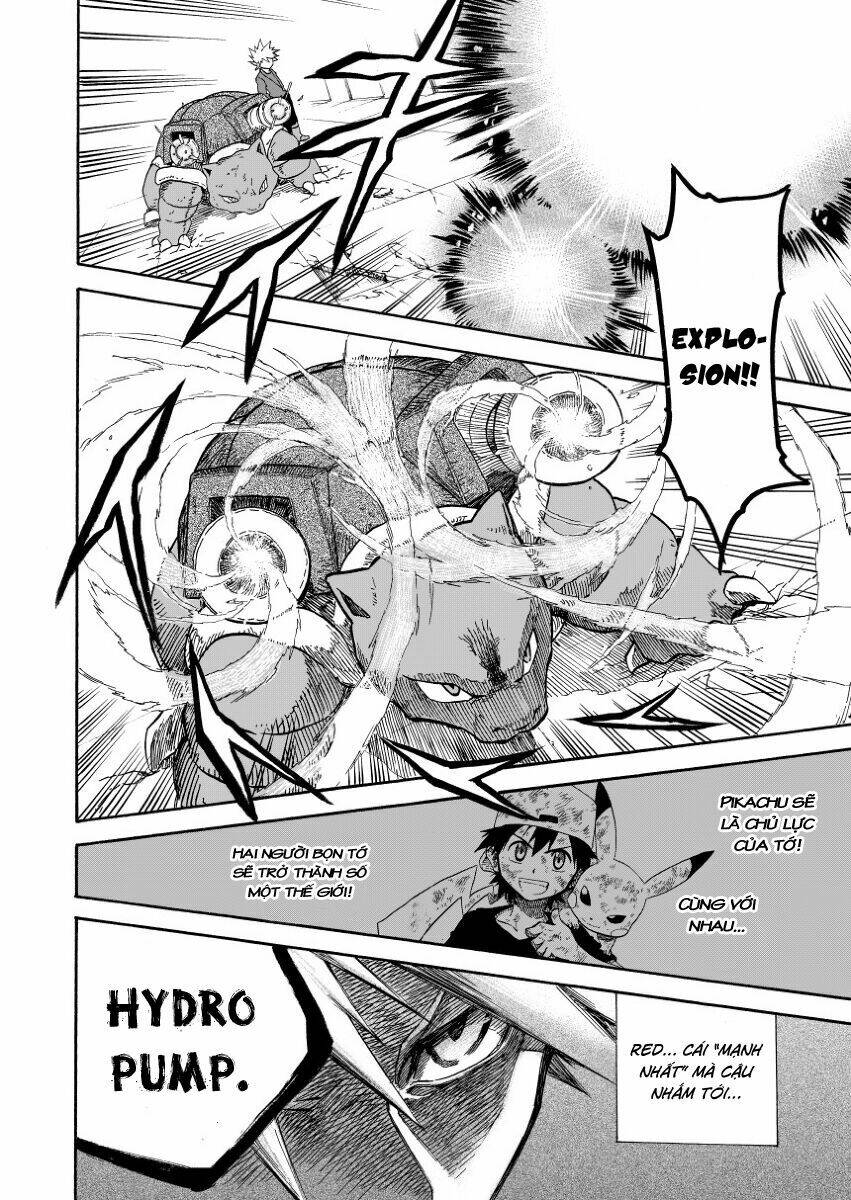 EXPLO-
SION!!
PIKACHU SẼ
LÀ CHỦ LỰC
CỦA TỚ!
CÙNG VỚI
NHAU...
HAI NGƯỜI BỌN TỚ
SẼ TRỞ THÀNH SỐ
MỘT THẾ GIỚI!
RED... CÁI "MẠNH
NHẤT" MÀ CẬU
NHẮM TỚI...
HYDRO
PUMP.